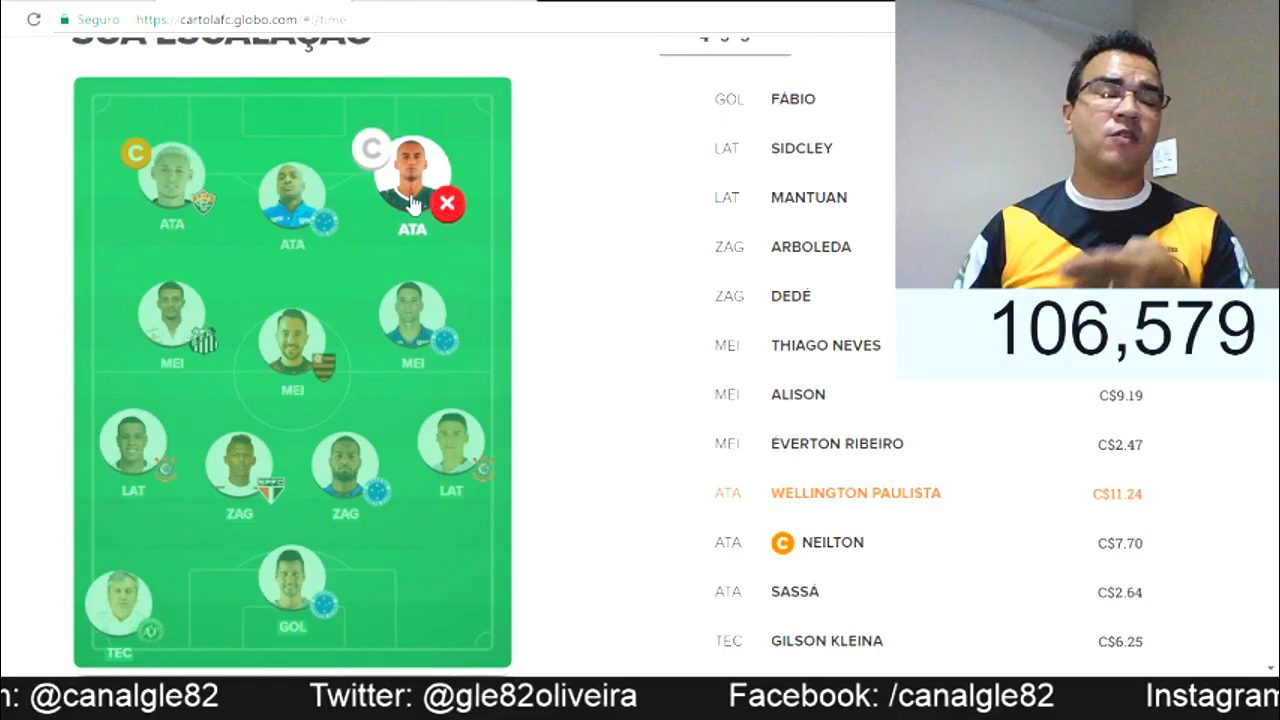 Seguro https://cartolafc.globo.com/#!/time
SUA ESCALAÇÃO
C
C
ATA
ATA
ATA
MEI
MEI
MEI
LAT
ZAG
ZAG
LAT
GOL
TEC
GOL FÁBIO
LAT SIDCLEY
LAT MANTUAN
ZAG ARBOLEDA
ZAG DEDÉ
MEI THIAGO NEVES
MEI ALISON C$9.19
MEI ÉVERTON RIBEIRO C$2.47
ATA WELLINGTON PAULISTA C$11.24
ATA C NEILTON C$7.70
ATA SASSÁ C$2.64
TEC GILSON KLEINA C$6.25
106,579
m: @canalgle82 Twitter: @gle82oliveira Facebook: /canalgle82 Instagram